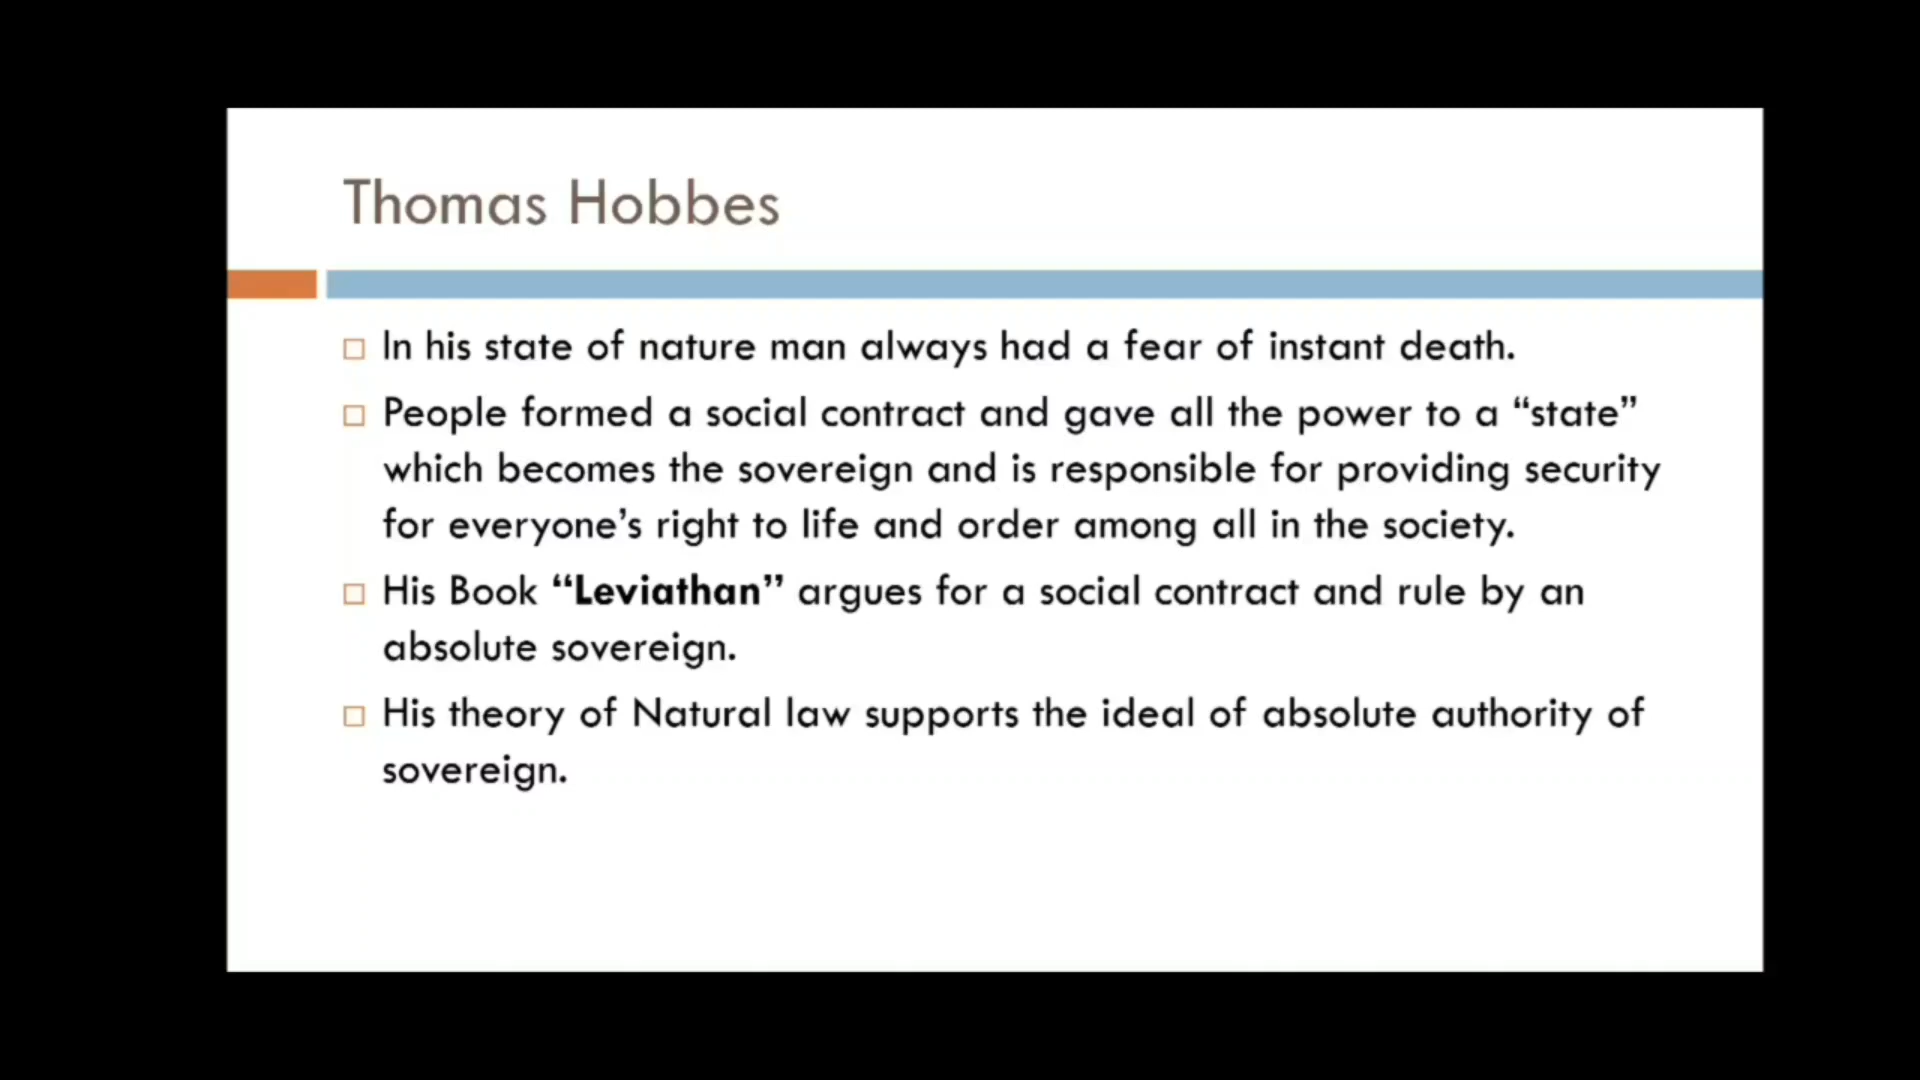 Thomas Hobbes
In his state of nature man always had a fear of instant death.
People formed a social contract and gave all the power to a “state”
which becomes the sovereign and is responsible for providing security
for everyone’s right to life and order among all in the society.
His Book “Leviathan” argues for a social contract and rule by an
absolute sovereign.
His theory of Natural law supports the ideal of absolute authority of
sovereign.